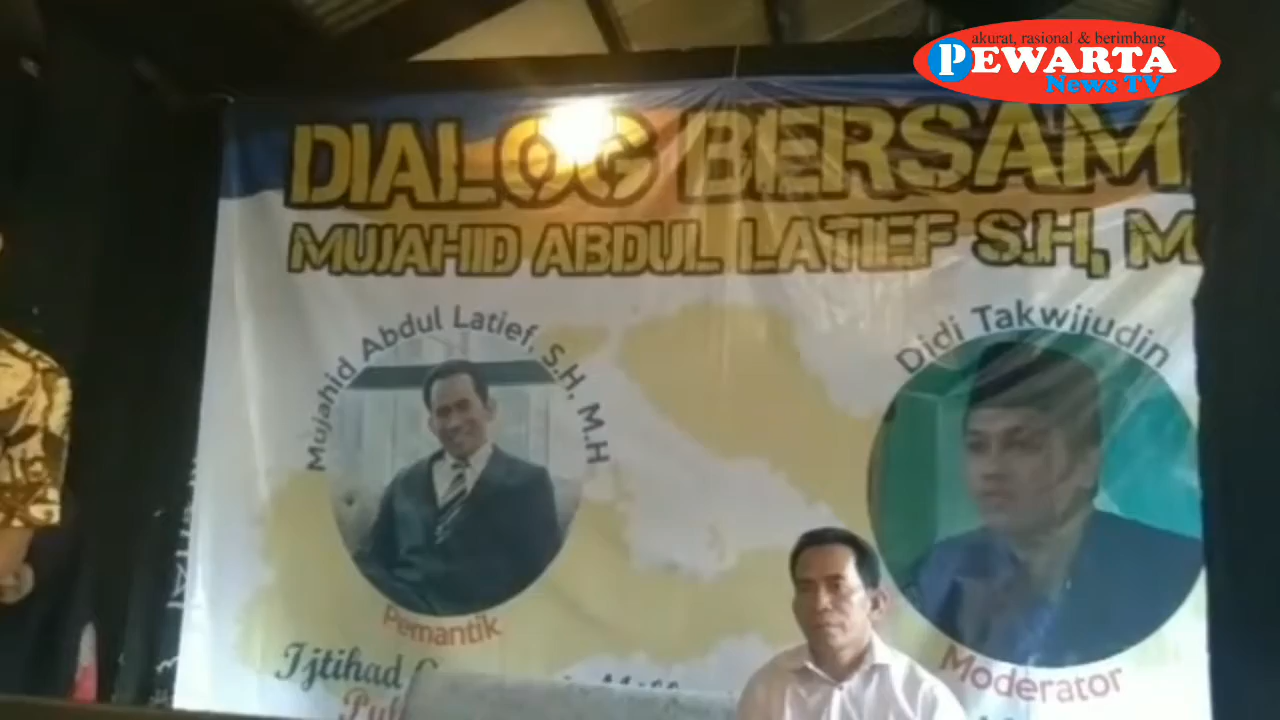 akurat, rasional & berimbang
PEWARTA
News TV
DIALOG BERSAM
MUJAHID ABDUL LATIEF S.H, M
Mujahid Abdul Latief, S.H, M.H
Didi Takwijudin
Pemantik
Moderator
Ijtihad